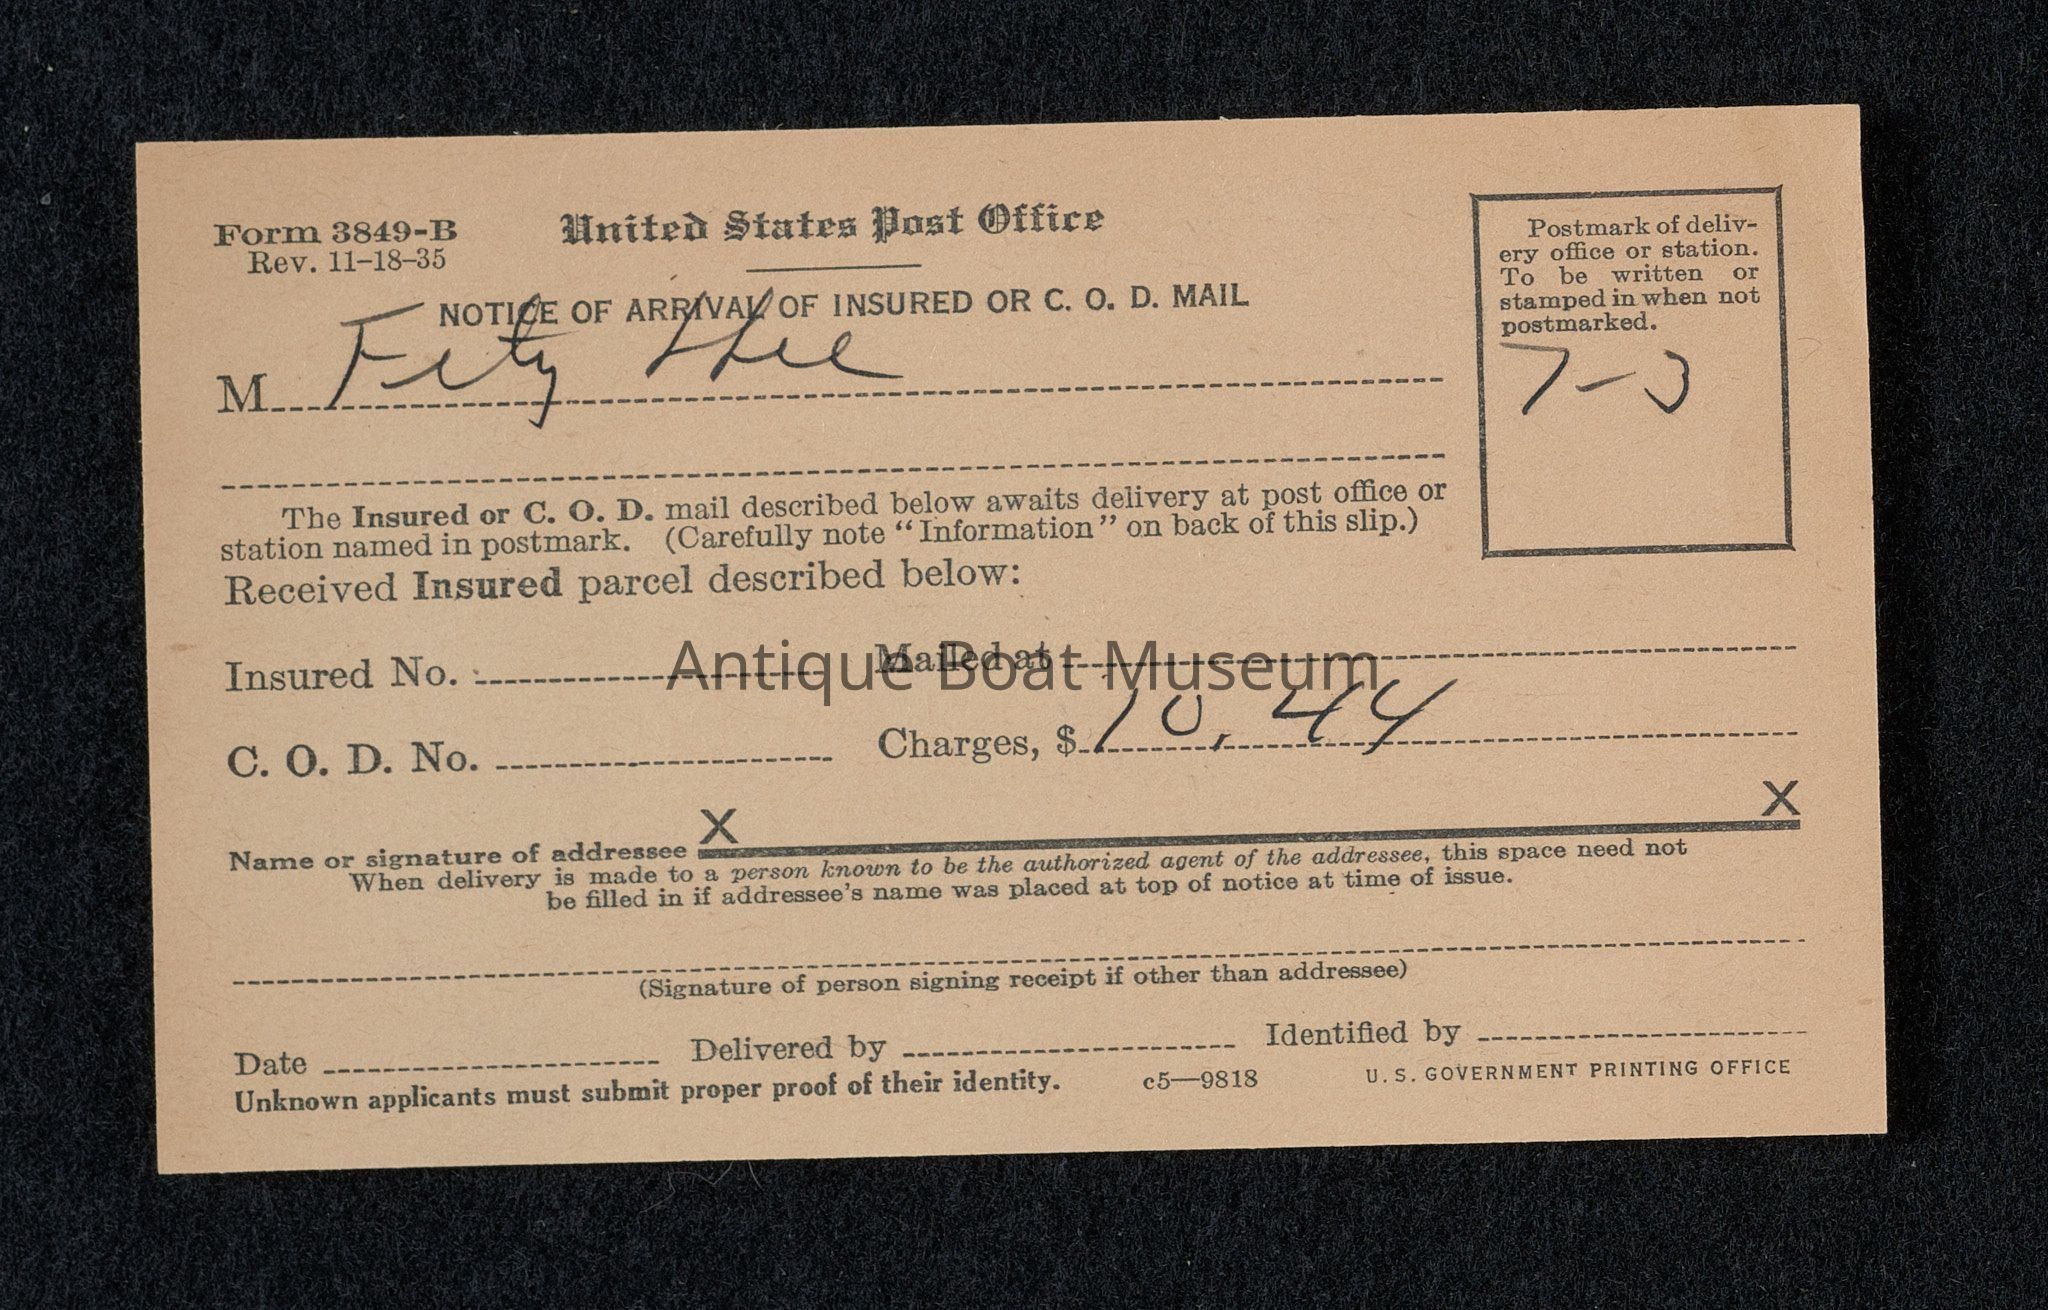 Form 3849-B
Rev. 11-18-35
United States Post Office
NOTICE OF ARRIVAL OF INSURED OR C. O. D. MAIL
M
Postmark of deliv-
ery office or station.
To be written or
stamped in when not
postmarked.
7-3
The Insured or C. O. D. mail described below awaits delivery at post office or
station named in postmark. (Carefully note "Information" on back of this slip.)
Received Insured parcel described below:
Insured No. Mailed at
Antique Boat Museum
C. O. D. No. Charges, $ 10.44
X X
Name or signature of addressee
When delivery is made to a person known to be the authorized agent of the addressee, this space need not
be filled in if addressee's name was placed at top of notice at time of issue.
(Signature of person signing receipt if other than addressee)
Date Delivered by Identified by
Unknown applicants must submit proper proof of their identity. c5—9818 U. S. GOVERNMENT PRINTING OFFICE